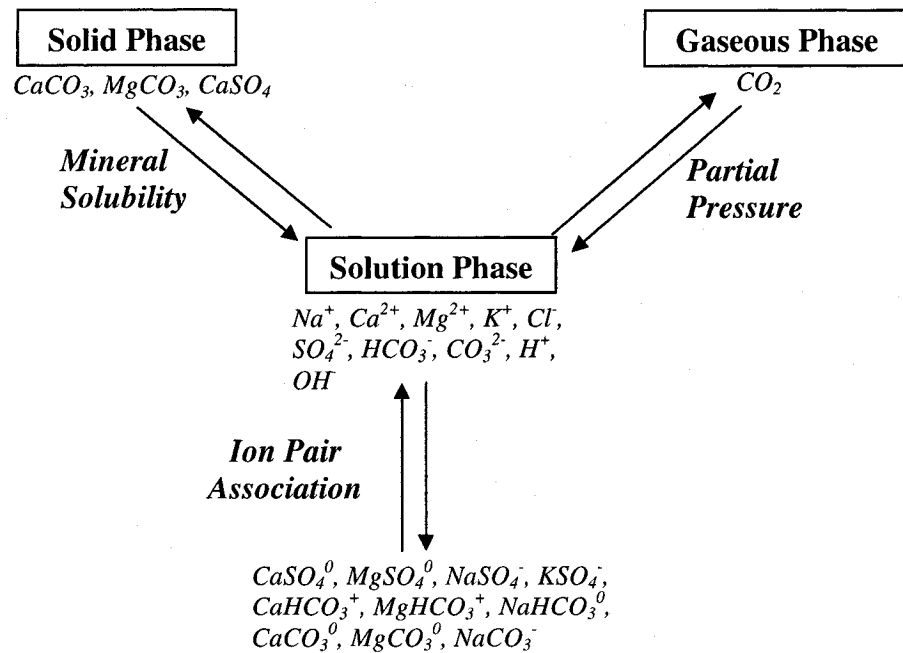 Solid Phase
Gaseous Phase
CaCO₃, MgCO₃, CaSO₄
CO₂
Mineral
Solubility
Partial
Pressure
Solution Phase
Na⁺, Ca²⁺, Mg²⁺, K⁺, Cl⁻,
SO₄²⁻, HCO₃⁻, CO₃²⁻, H⁺,
OH⁻
Ion Pair
Association
CaSO₄⁰, MgSO₄⁰, NaSO₄⁻, KSO₄⁻,
CaHCO₃⁺, MgHCO₃⁺, NaHCO₃⁰,
CaCO₃⁰, MgCO₃⁰, NaCO₃⁻